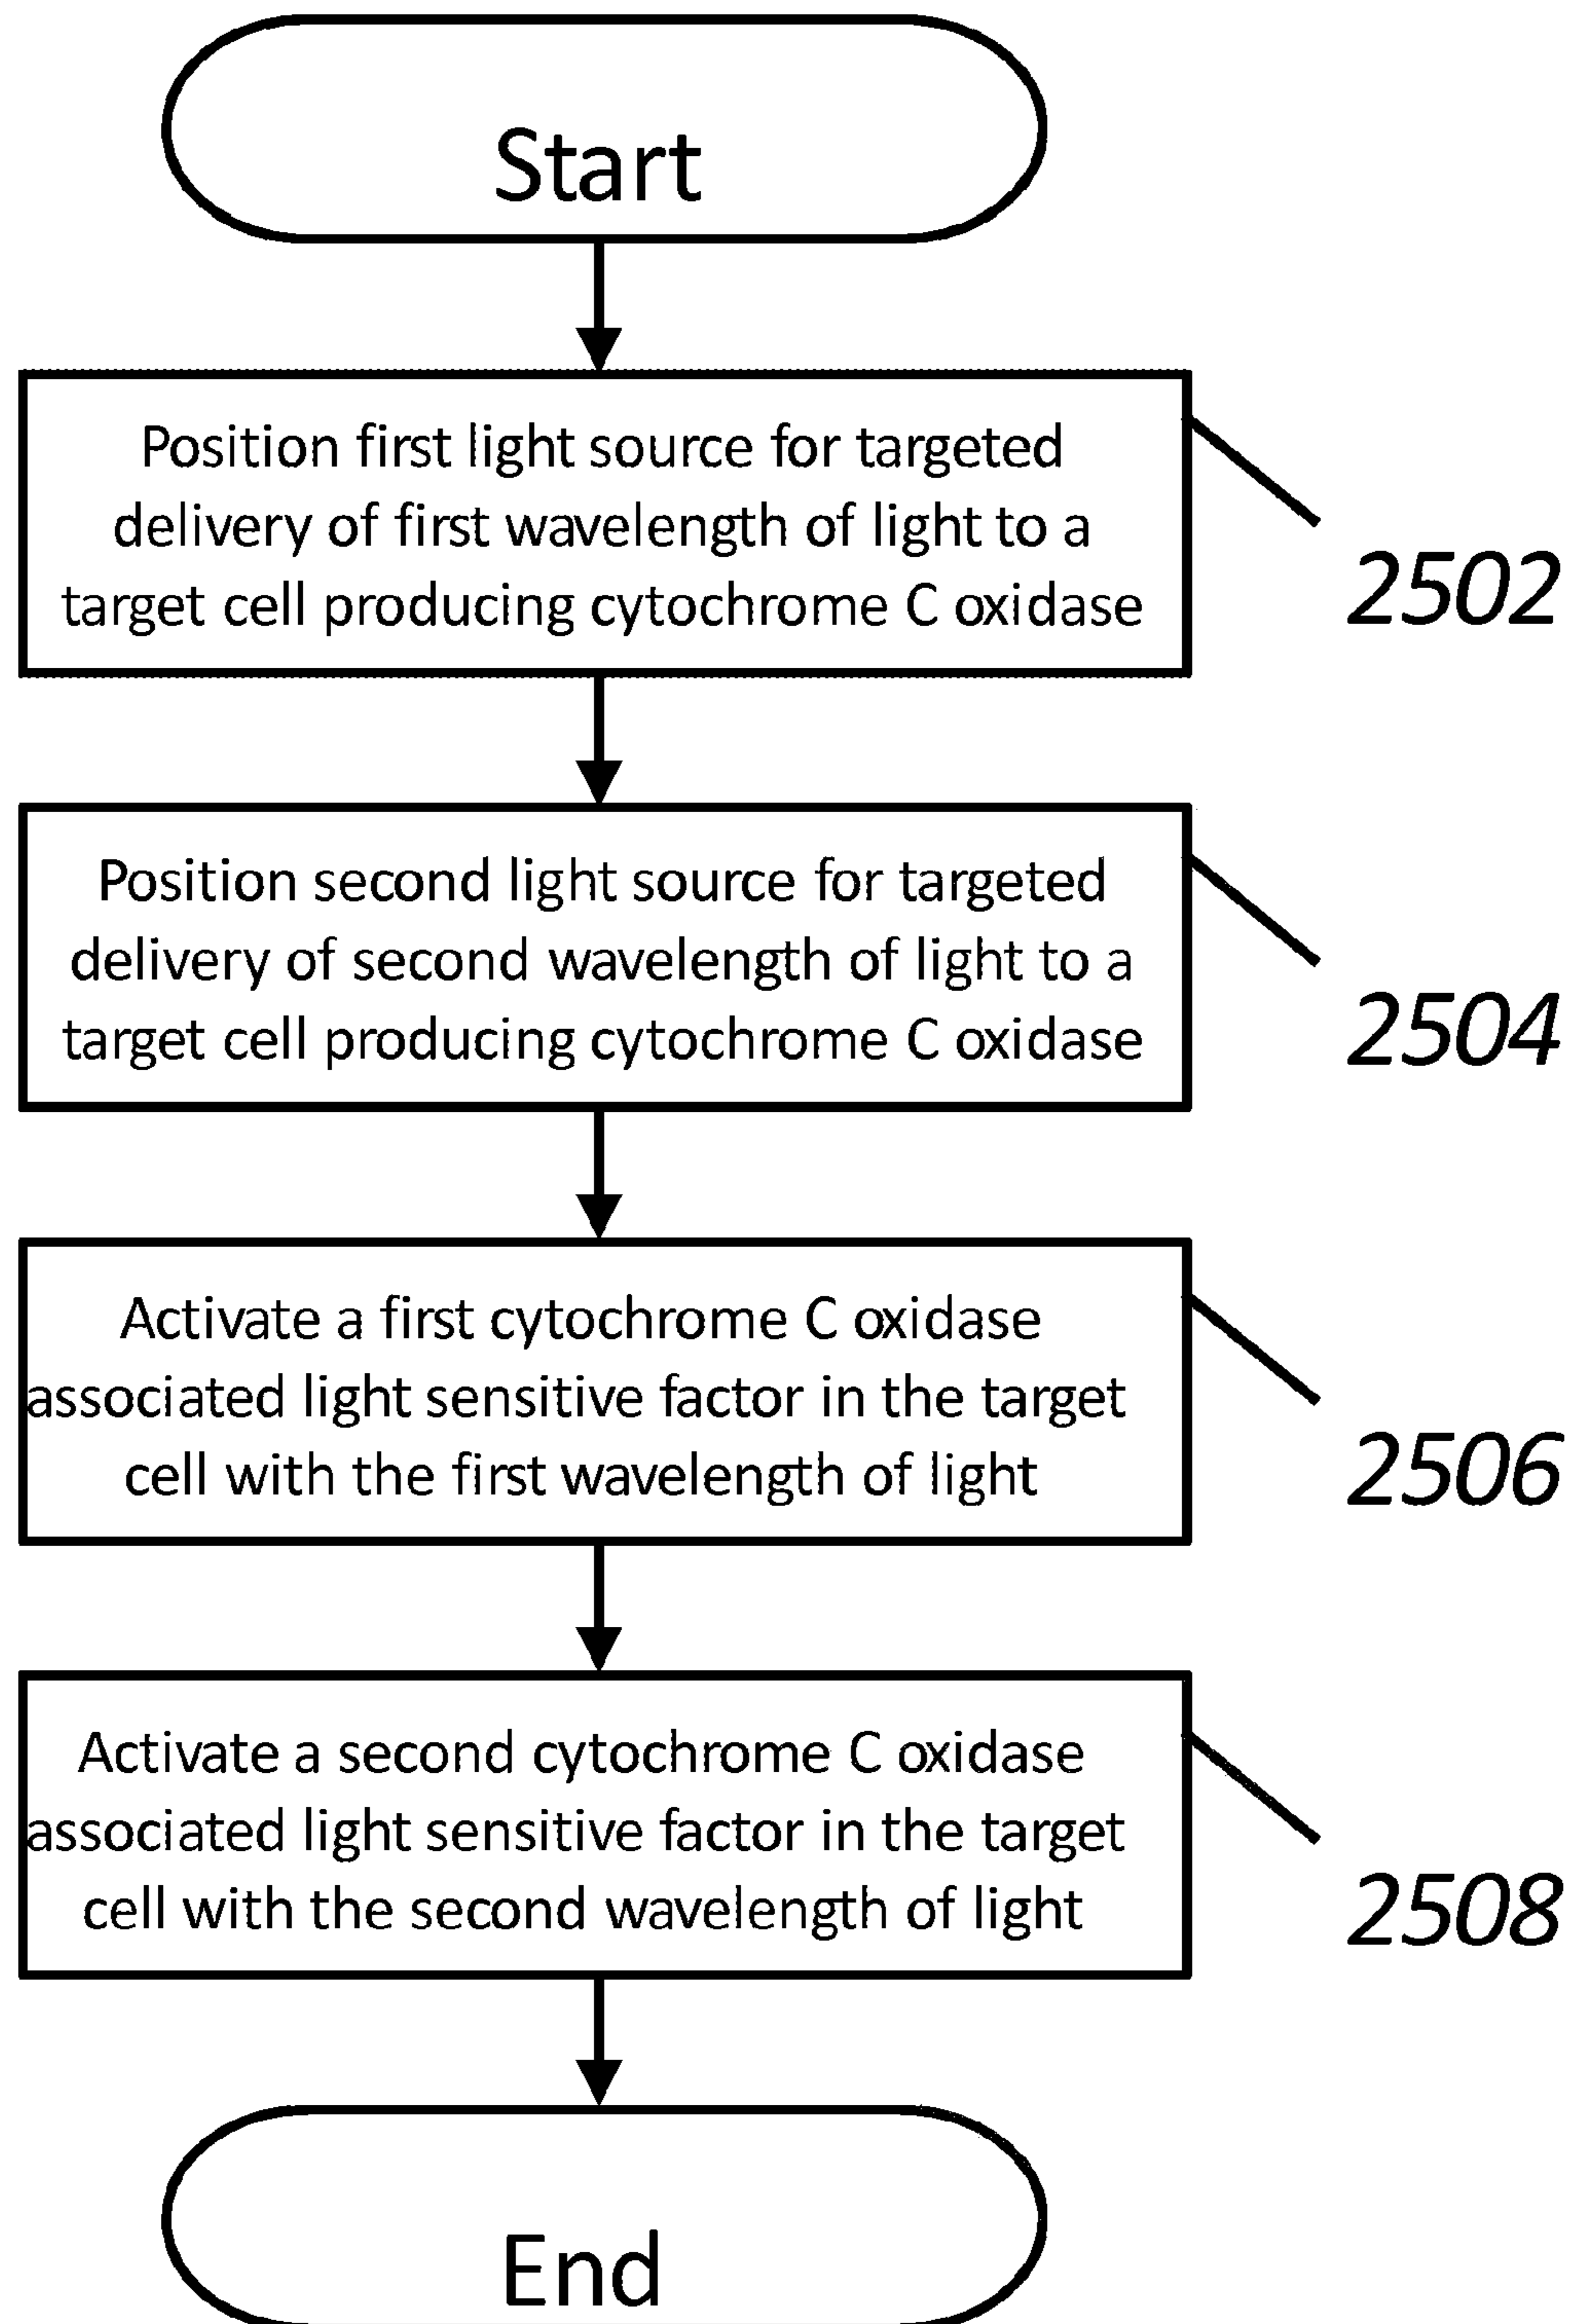 Start
Position first light source for targeted
delivery of first wavelength of light to a
target cell producing cytochrome C oxidase
2502
Position second light source for targeted
delivery of second wavelength of light to a
target cell producing cytochrome C oxidase
2504
Activate a first cytochrome C oxidase
associated light sensitive factor in the target
cell with the first wavelength of light
2506
Activate a second cytochrome C oxidase
associated light sensitive factor in the target
cell with the second wavelength of light
2508
End